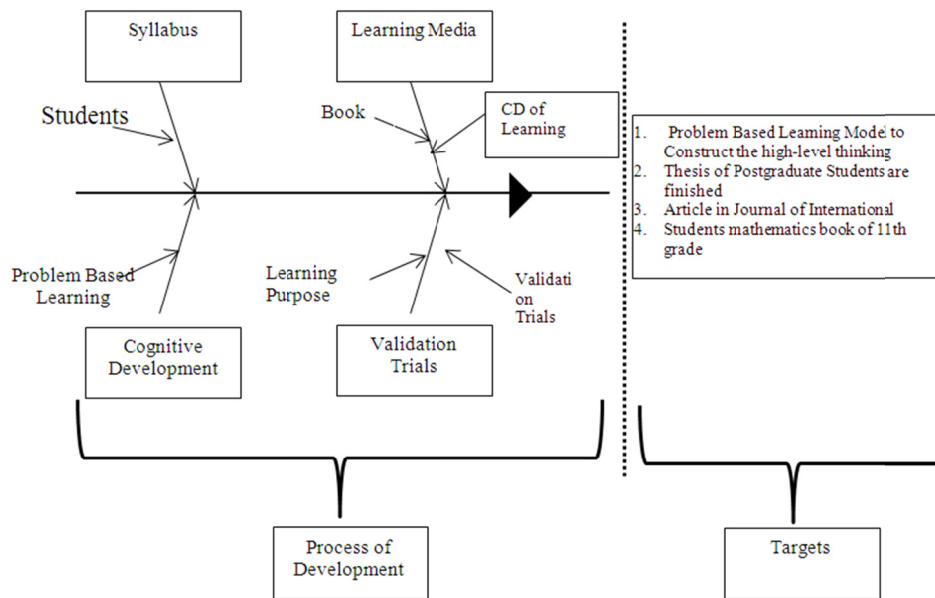 Syllabus
Learning Media
Students
Book
CD of
Learning
1. Problem Based Learning Model to
Construct the high-level thinking
2. Thesis of Postgraduate Students are
finished
3. Article in Journal of International
4. Students mathematics book of 11th
grade
Problem Based
Learning
Learning
Purpose
Validati
on
Trials
Cognitive
Development
Validation
Trials
Process of
Development
Targets